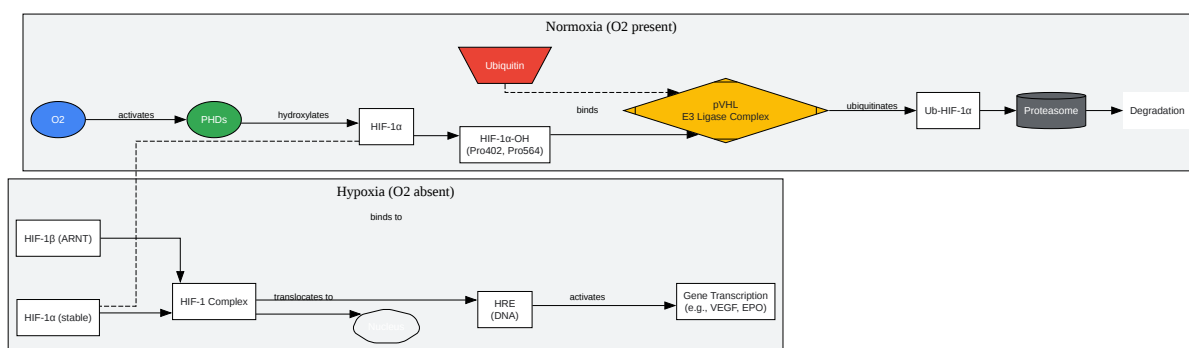 Normoxia (O2 present)
Ubiquitin
O2
activates
PHDs
hydroxylates
HIF-1α
HIF-1α-OH
(Pro402, Pro564)
binds
pVHL
E3 Ligase Complex
ubiquitinates
Ub-HIF-1α
Proteasome
Degradation
Hypoxia (O2 absent)
binds to
HIF-1β (ARNT)
HIF-1α (stable)
HIF-1 Complex
translocates to
Nucleus
HRE
(DNA)
activates
Gene Transcription
(e.g., VEGF, EPO)